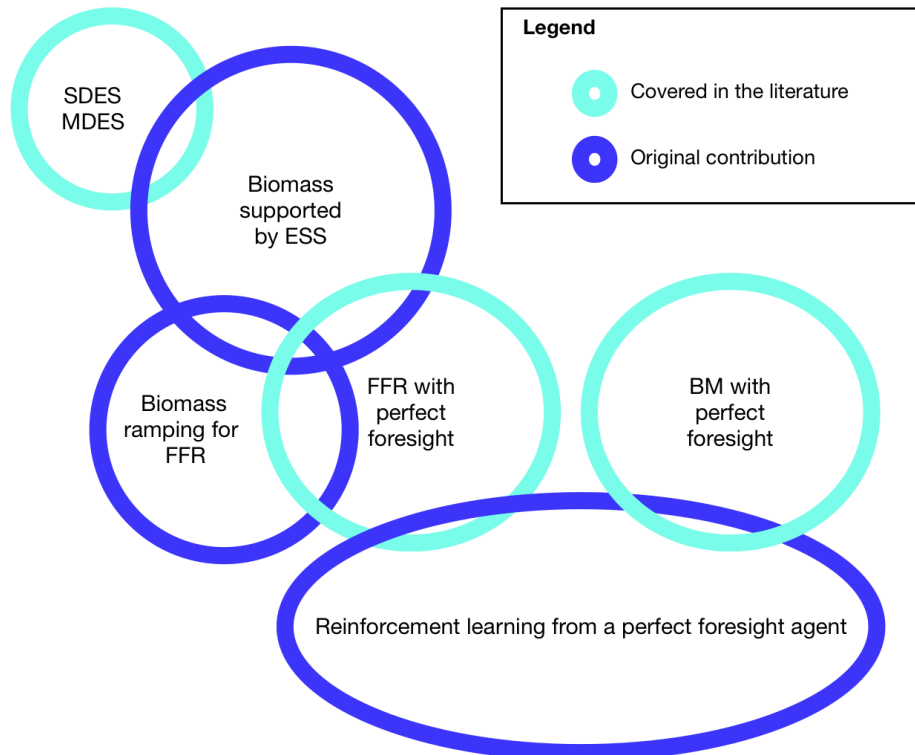 Legend
Covered in the literature
Original contribution
SDES
MDES
Biomass
supported
by ESS
Biomass
ramping for
FFR
FFR with
perfect
foresight
BM with
perfect
foresight
Reinforcement learning from a perfect foresight agent